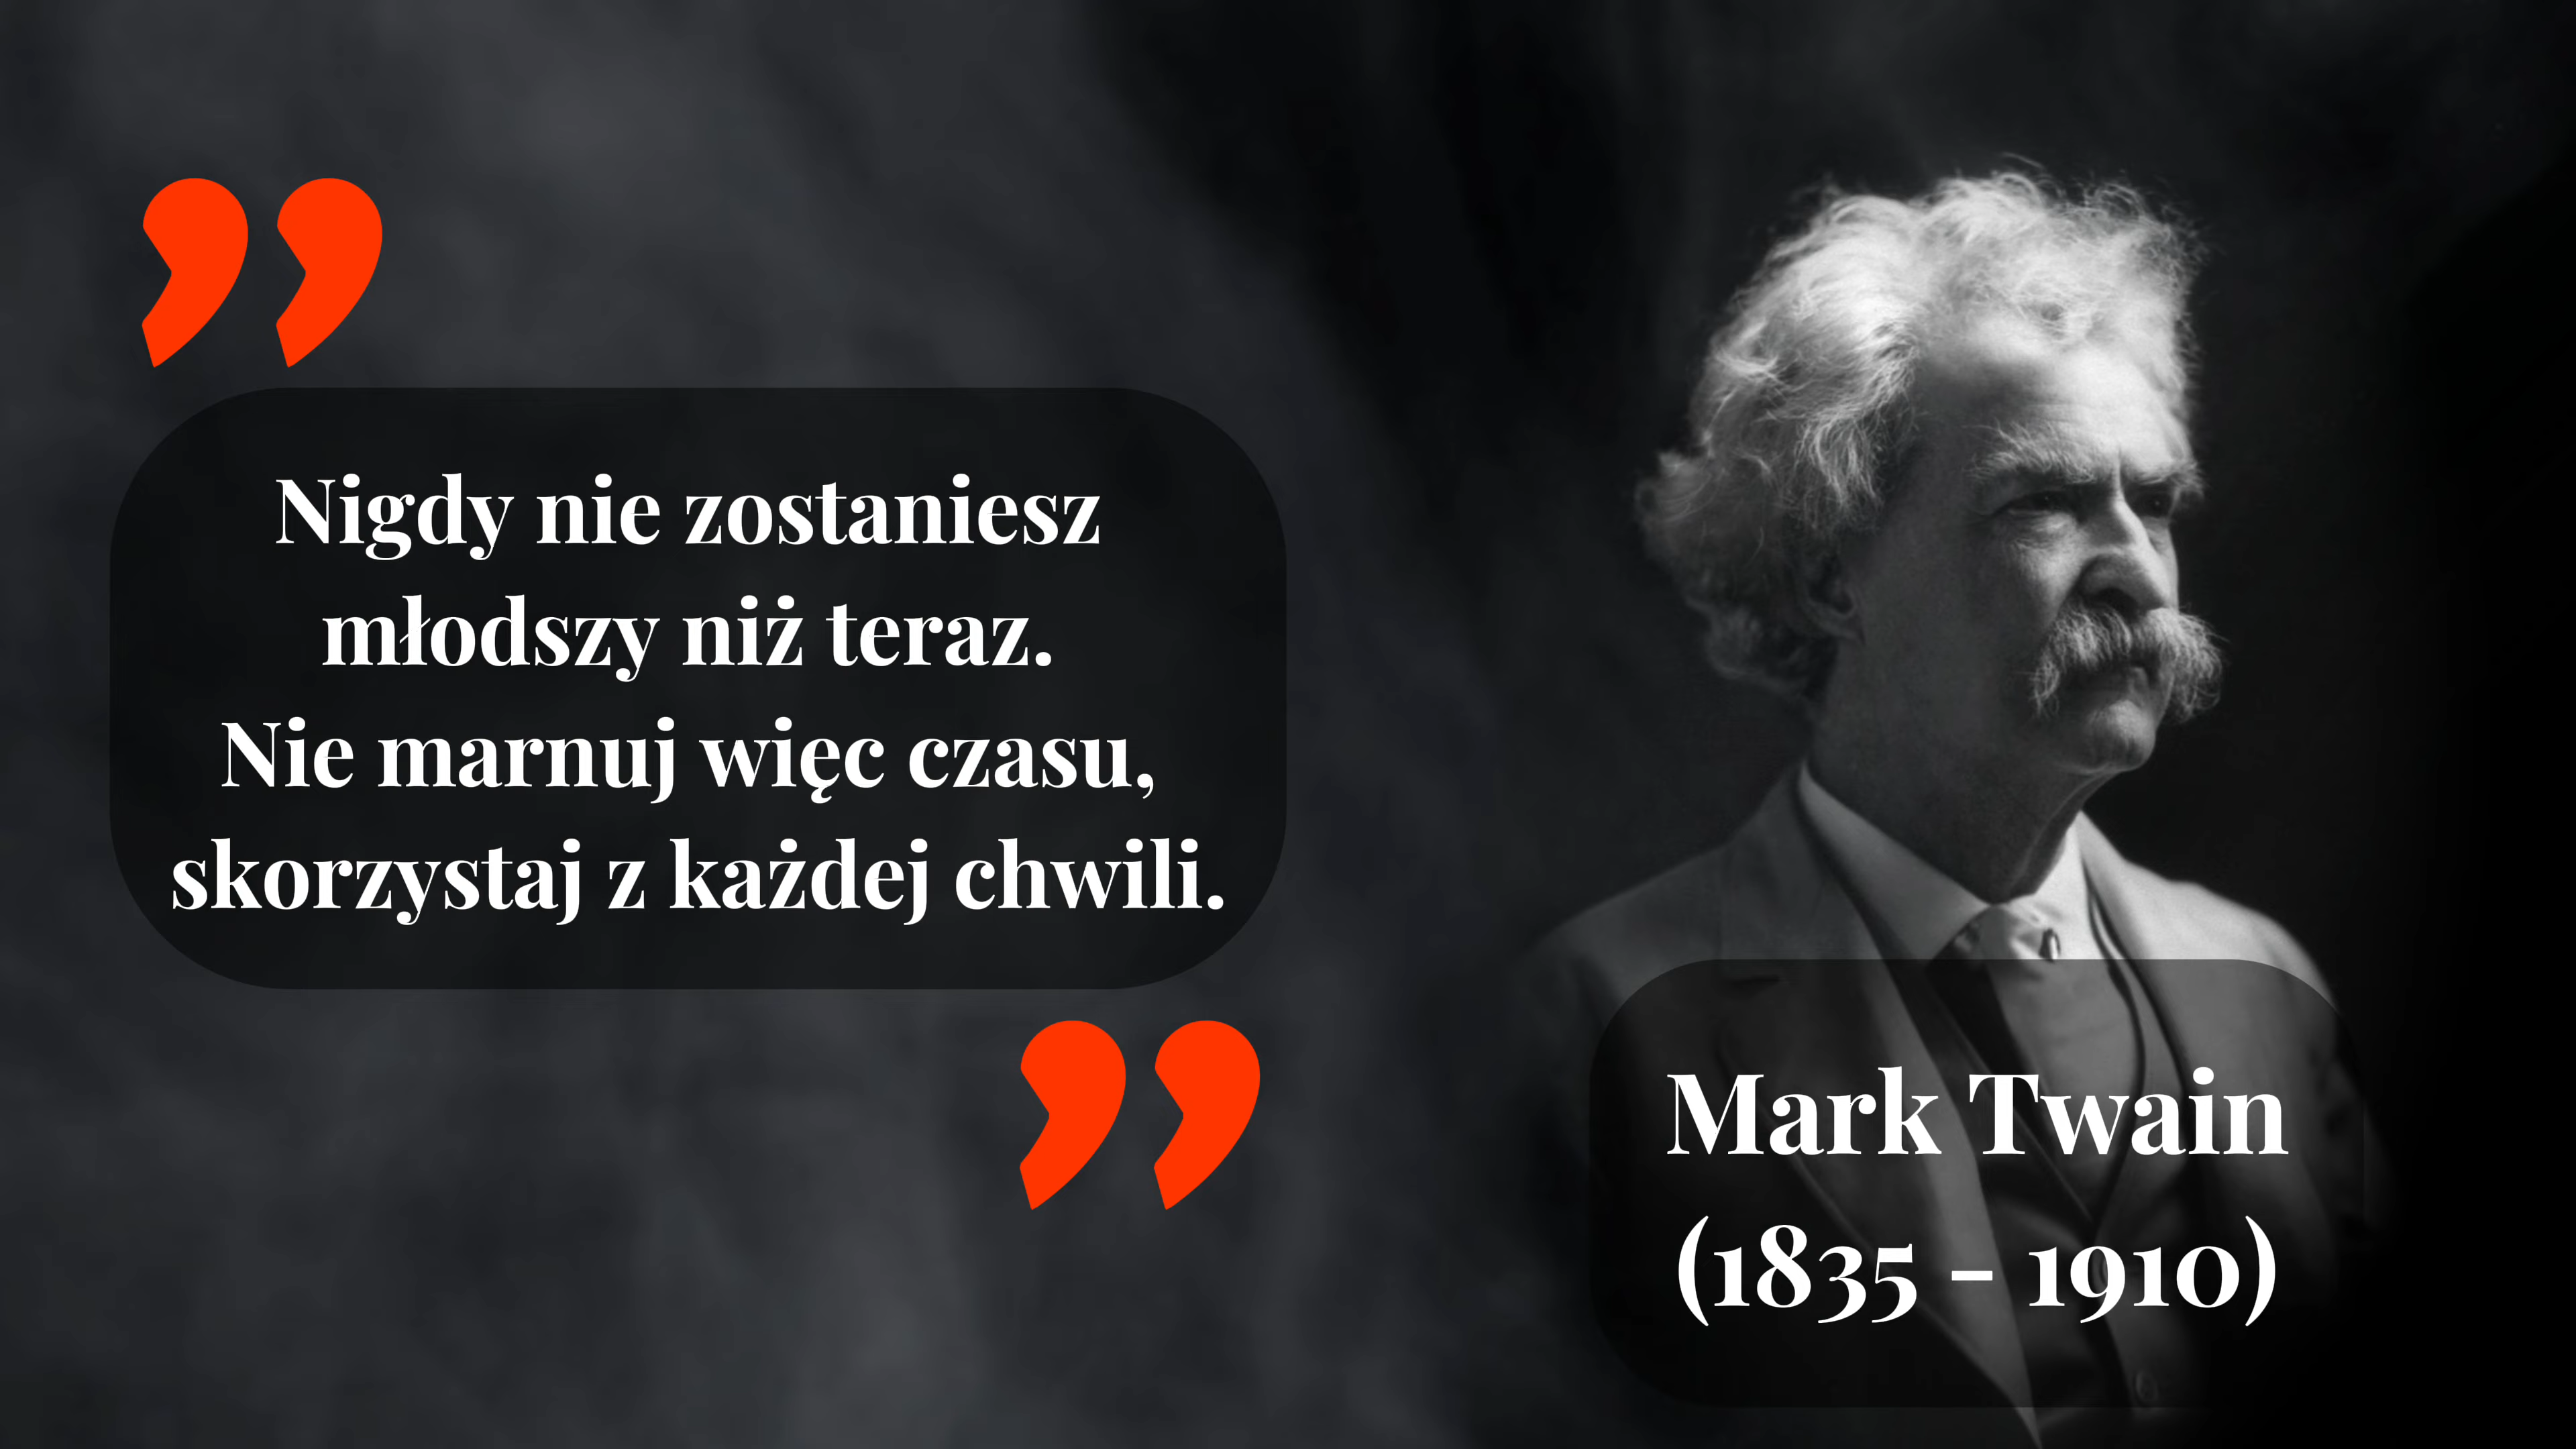 ”
Nigdy nie zostaniesz
młodszy niż teraz.
Nie marnuj więc czasu,
skorzystaj z każdej chwili.
”
Mark Twain
(1835 - 1910)